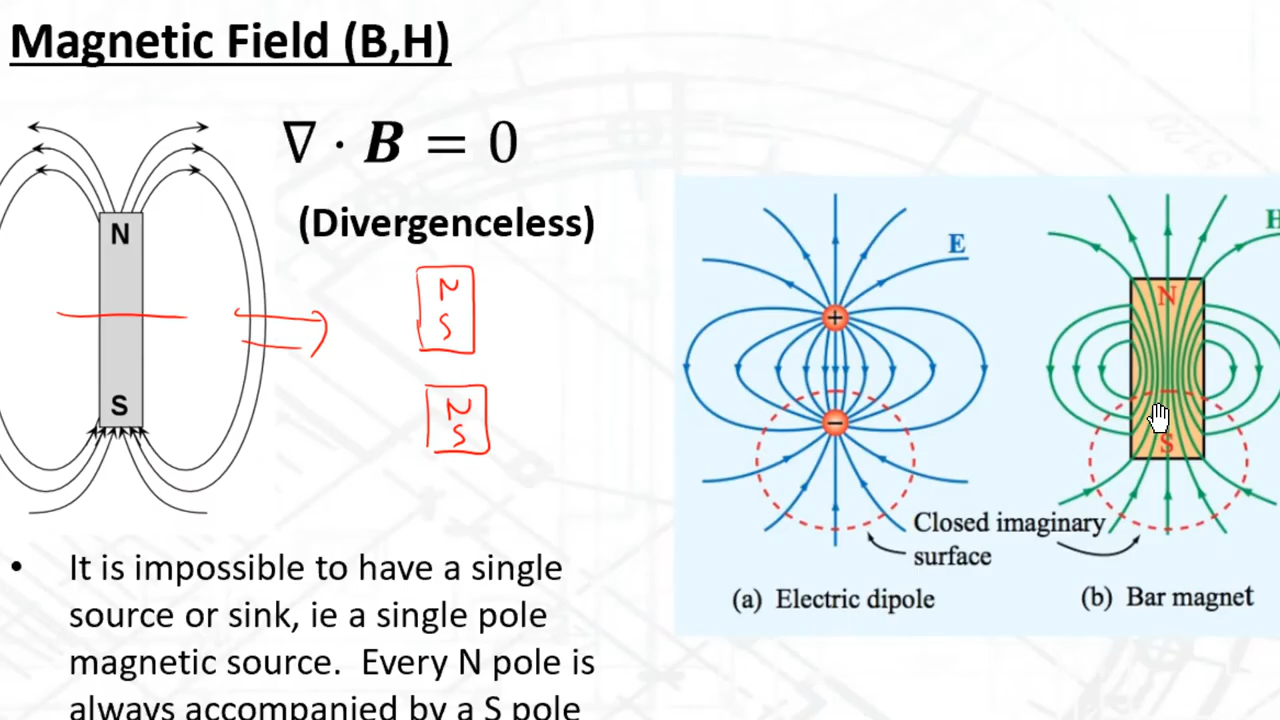 Magnetic Field (B,H)
∇ · B = 0
(Divergenceless)
N
S
N
S
N
S
• It is impossible to have a single
source or sink, ie a single pole
magnetic source. Every N pole is
always accompanied by a S pole
E
+
−
H
N
S
Closed imaginary
surface
(a) Electric dipole
(b) Bar magnet